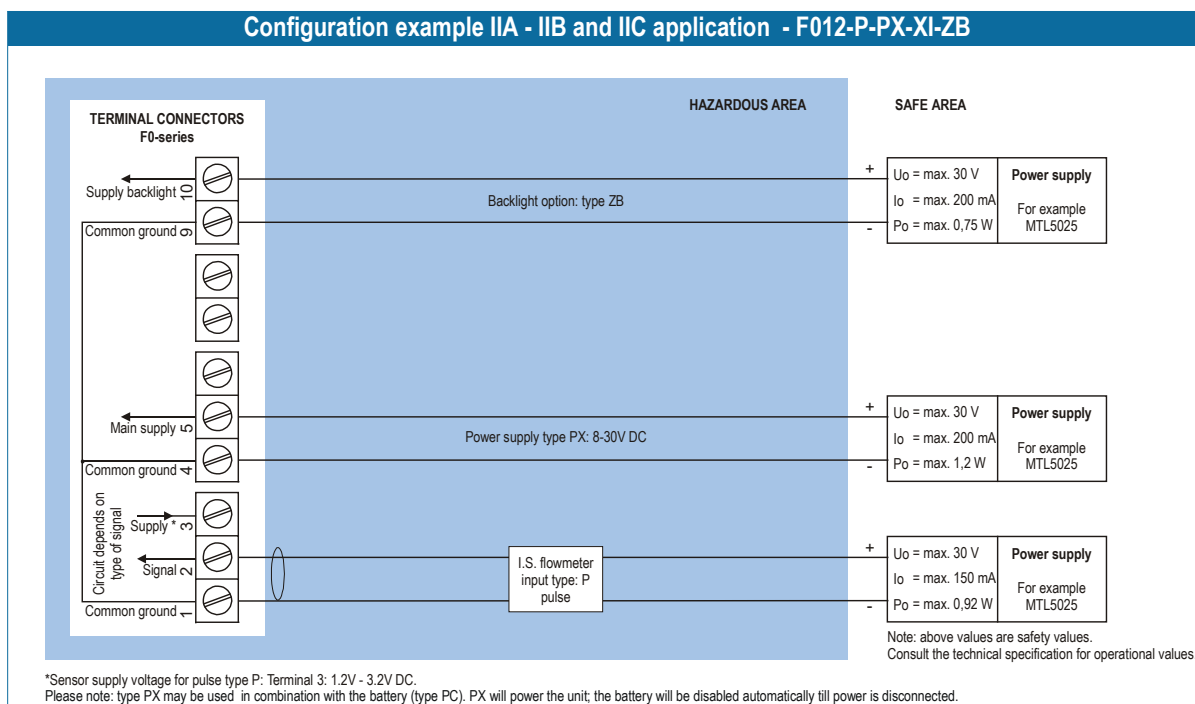 Configuration example IIA - IIB and IIC application - F012-P-PX-XI-ZB
HAZARDOUS AREA
SAFE AREA
TERMINAL CONNECTORS
F0-series
Supply backlight 10
Common ground 9
Backlight option: type ZB
+
-
Uo = max. 30 V
Io = max. 200 mA
Po = max. 0,75 W
Power supply
For example
MTL5025
Main supply 5
Common ground 4
Power supply type PX: 8-30V DC
+
-
Uo = max. 30 V
Io = max. 200 mA
Po = max. 1,2 W
Power supply
For example
MTL5025
Circuit depends on
type of signal
Supply * 3
Signal 2
Common ground 1
I.S. flowmeter
input type: P
pulse
+
-
Uo = max. 30 V
Io = max. 150 mA
Po = max. 0,92 W
Power supply
For example
MTL5025
Note: above values are safety values.
Consult the technical specification for operational values
*Sensor supply voltage for pulse type P: Terminal 3: 1.2V - 3.2V DC.
Please note: type PX may be used in combination with the battery (type PC). PX will power the unit; the battery will be disabled automatically till power is disconnected.